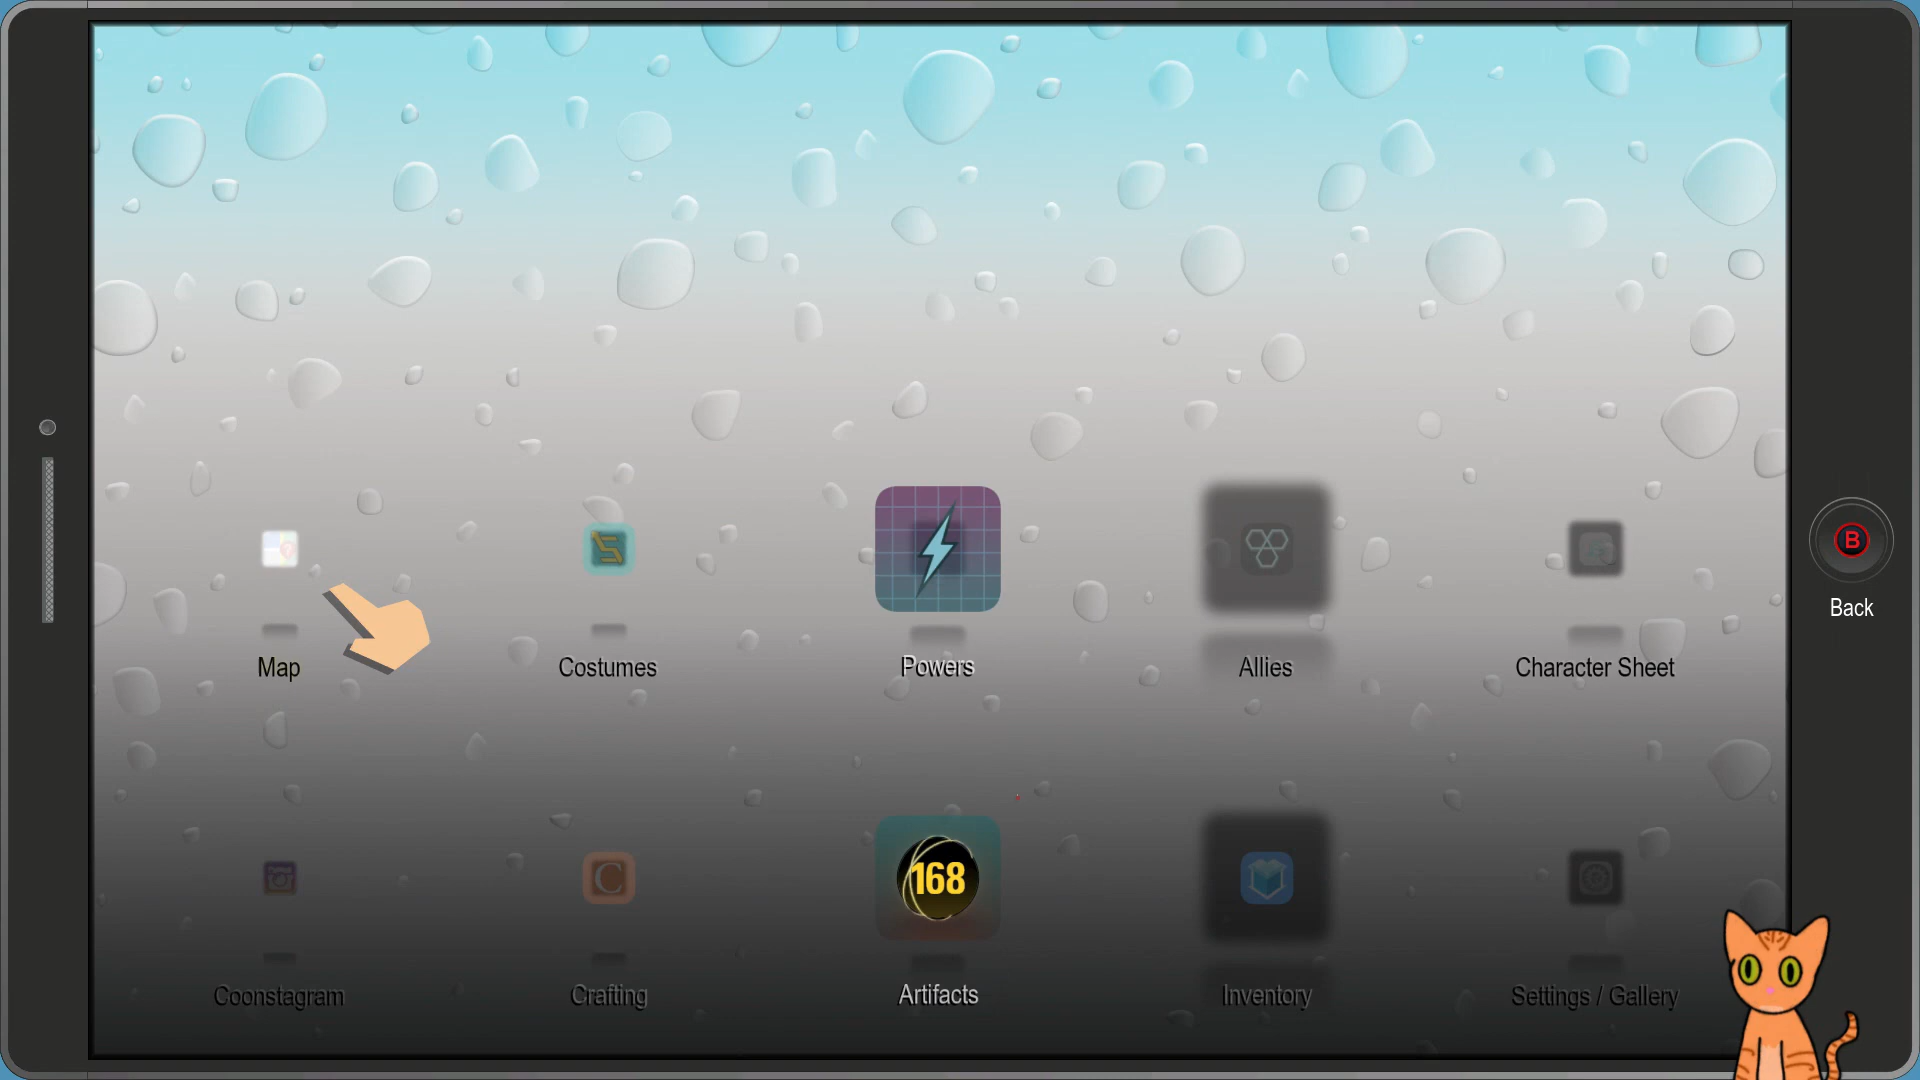 B
Back
Map
Costumes
Powers
Allies
Character Sheet
168
C
Coonstagram
Crafting
Artifacts
Inventory
Settings / Gallery